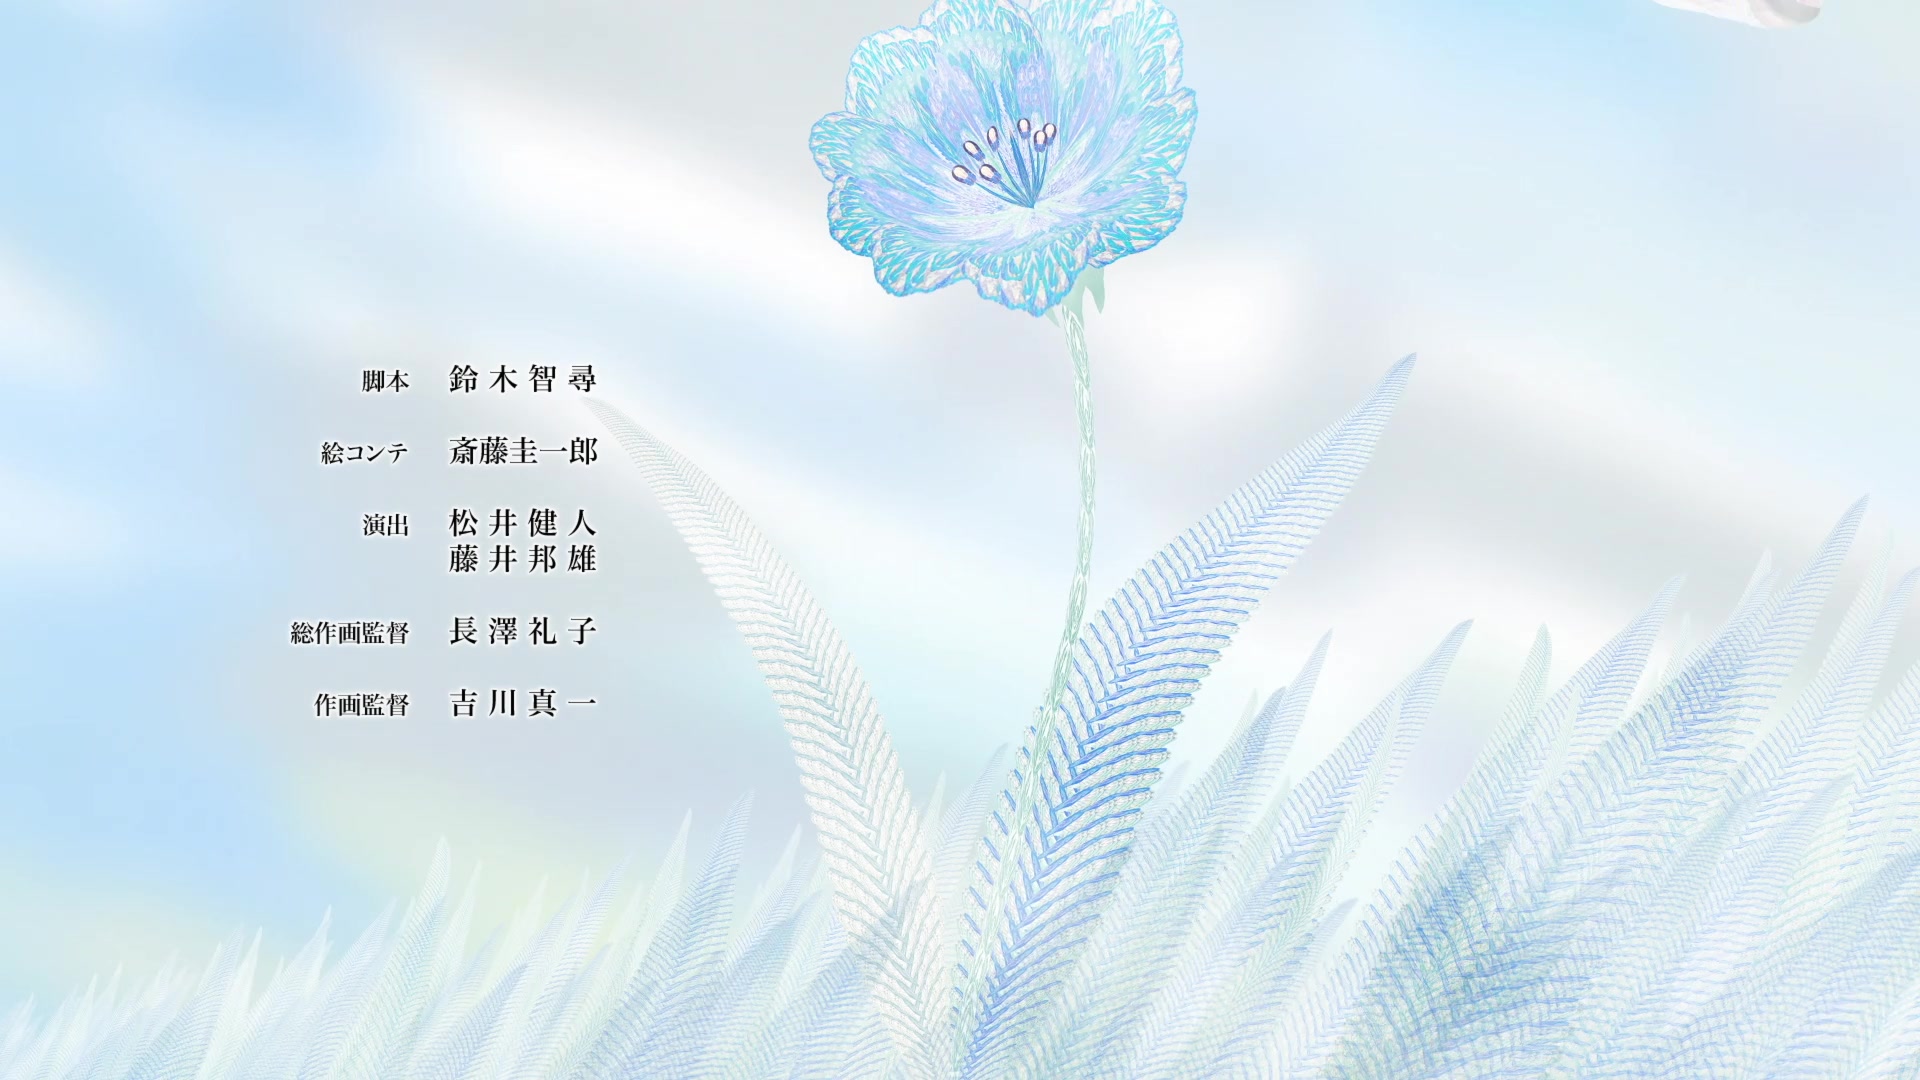 脚本 鈴木智尋
絵コンテ 斎藤圭一郎
演出 松井健人
藤井邦雄
総作画監督 長澤礼子
作画監督 吉川真一